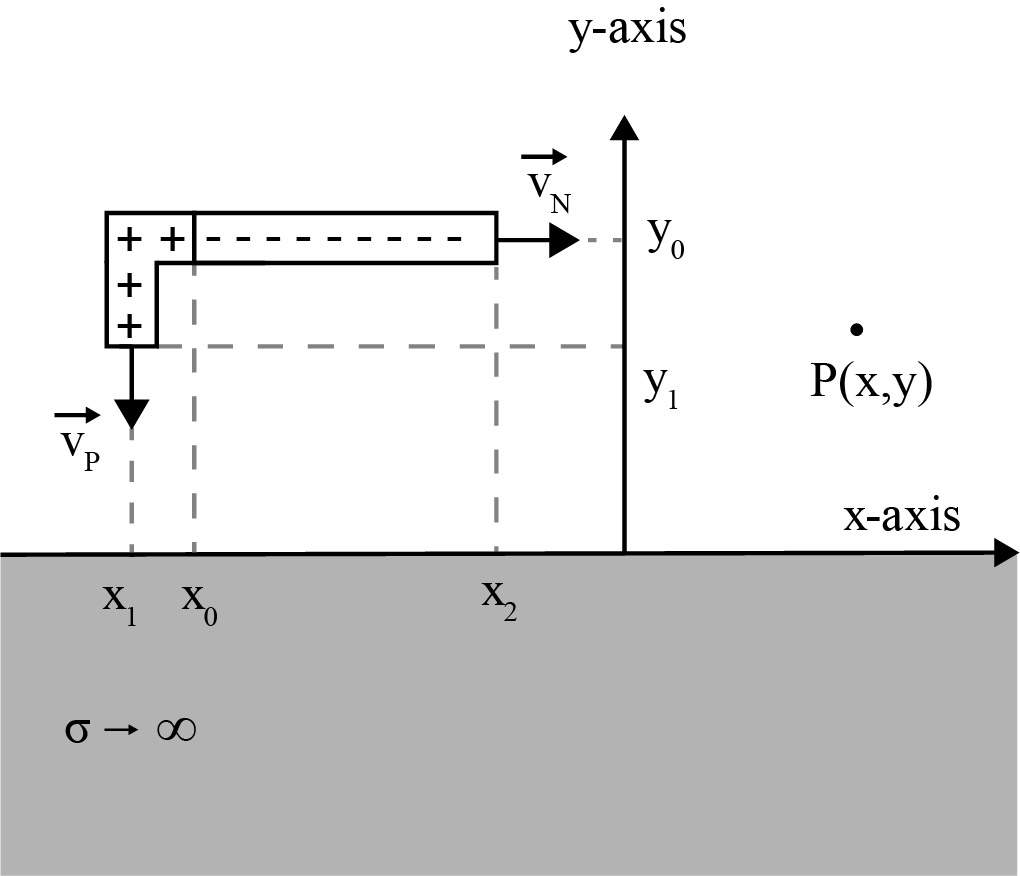 y-axis
v_N
+ + - - - - - - - - - -
y_0
+
+
P(x,y)
y_1
v_P
x-axis
x_1 x_0 x_2
σ → ∞